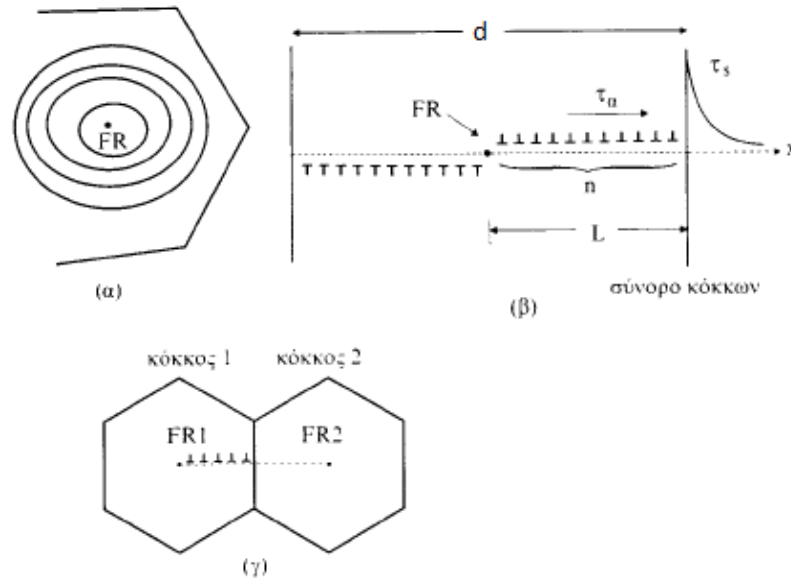 FR
(α)
d
τs
FR
τα
x
n
L
σύνορο κόκκων
(β)
κόκκος 1 κόκκος 2
FR1 FR2
(γ)